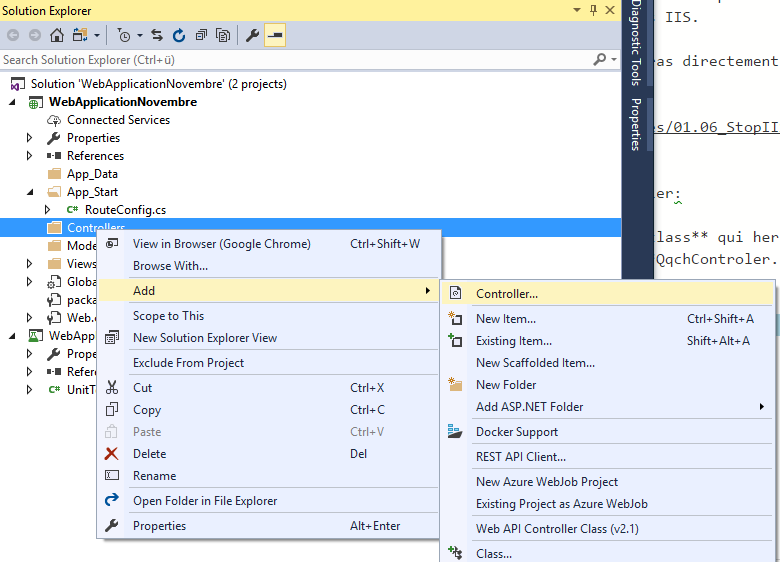 Solution Explorer
Search Solution Explorer (Ctrl+ü)
Solution 'WebApplicationNovembre' (2 projects)
WebApplicationNovembre
Connected Services
Properties
References
App_Data
App_Start
C# RouteConfig.cs
Controllers
Mode
Views
Globa
packa
Web.
WebAppl
Prope
Refere
C# UnitTe
View in Browser (Google Chrome) Ctrl+Shift+W
Browse With...
Add
Scope to This
New Solution Explorer View
Exclude From Project
Cut Ctrl+X
Copy Ctrl+C
Paste Ctrl+V
Delete Del
Rename
Open Folder in File Explorer
Properties Alt+Enter
Controller...
New Item... Ctrl+Shift+A
Existing Item... Shift+Alt+A
New Scaffolded Item...
New Folder
Add ASP.NET Folder
Docker Support
REST API Client...
New Azure WebJob Project
Existing Project as Azure WebJob
Web API Controller Class (v2.1)
Class...
Diagnostic Tools
Properties
IIS.
as directement
s/01.06_StopII
er:
class** qui her
QqchControler.